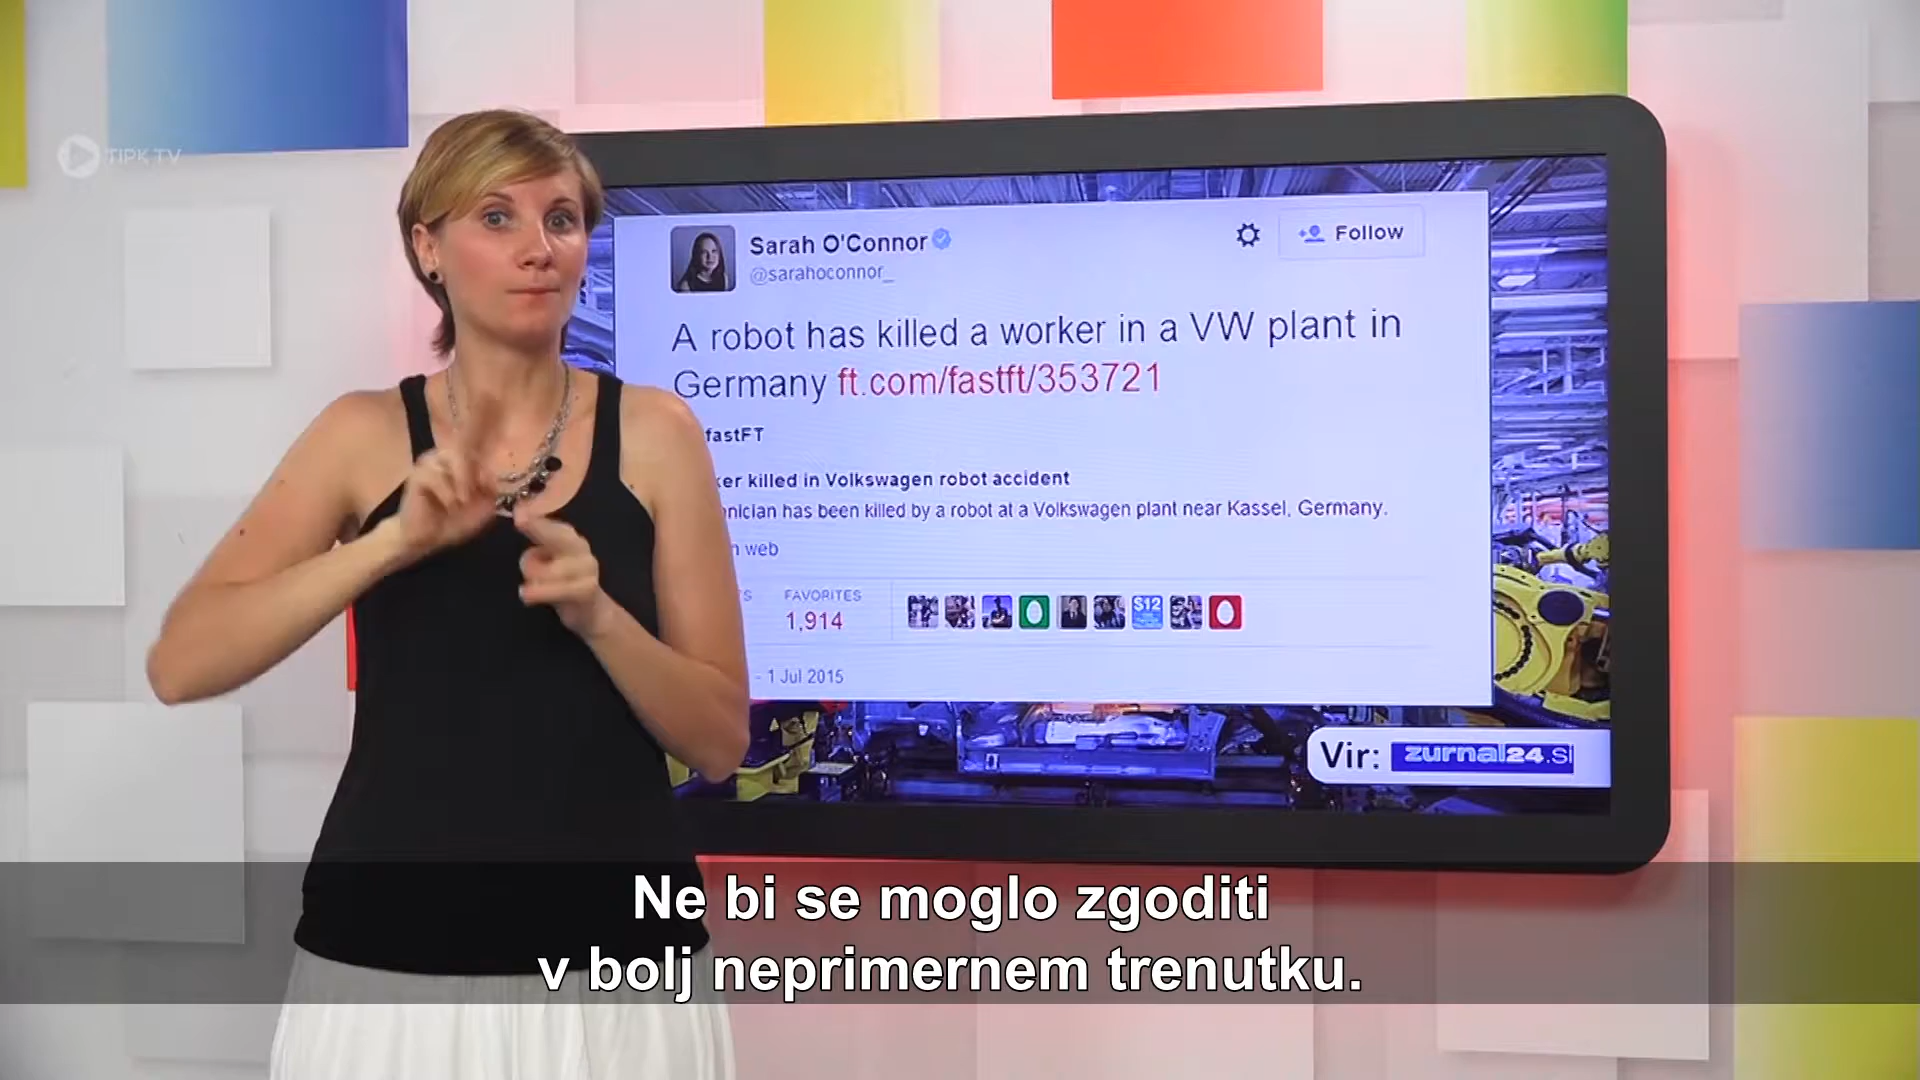 TIPK TV
Sarah O'Connor
@sarahoconnor_
Follow
A robot has killed a worker in a VW plant in
Germany ft.com/fastft/353721
fastFT
killed in Volkswagen robot accident
has been killed by a robot at a Volkswagen plant near Kassel, Germany.
web
FAVORITES
1,914
S12
- 1 Jul 2015
Vir: zurnal24.si
Ne bi se moglo zgoditi
v bolj neprimernem trenutku.